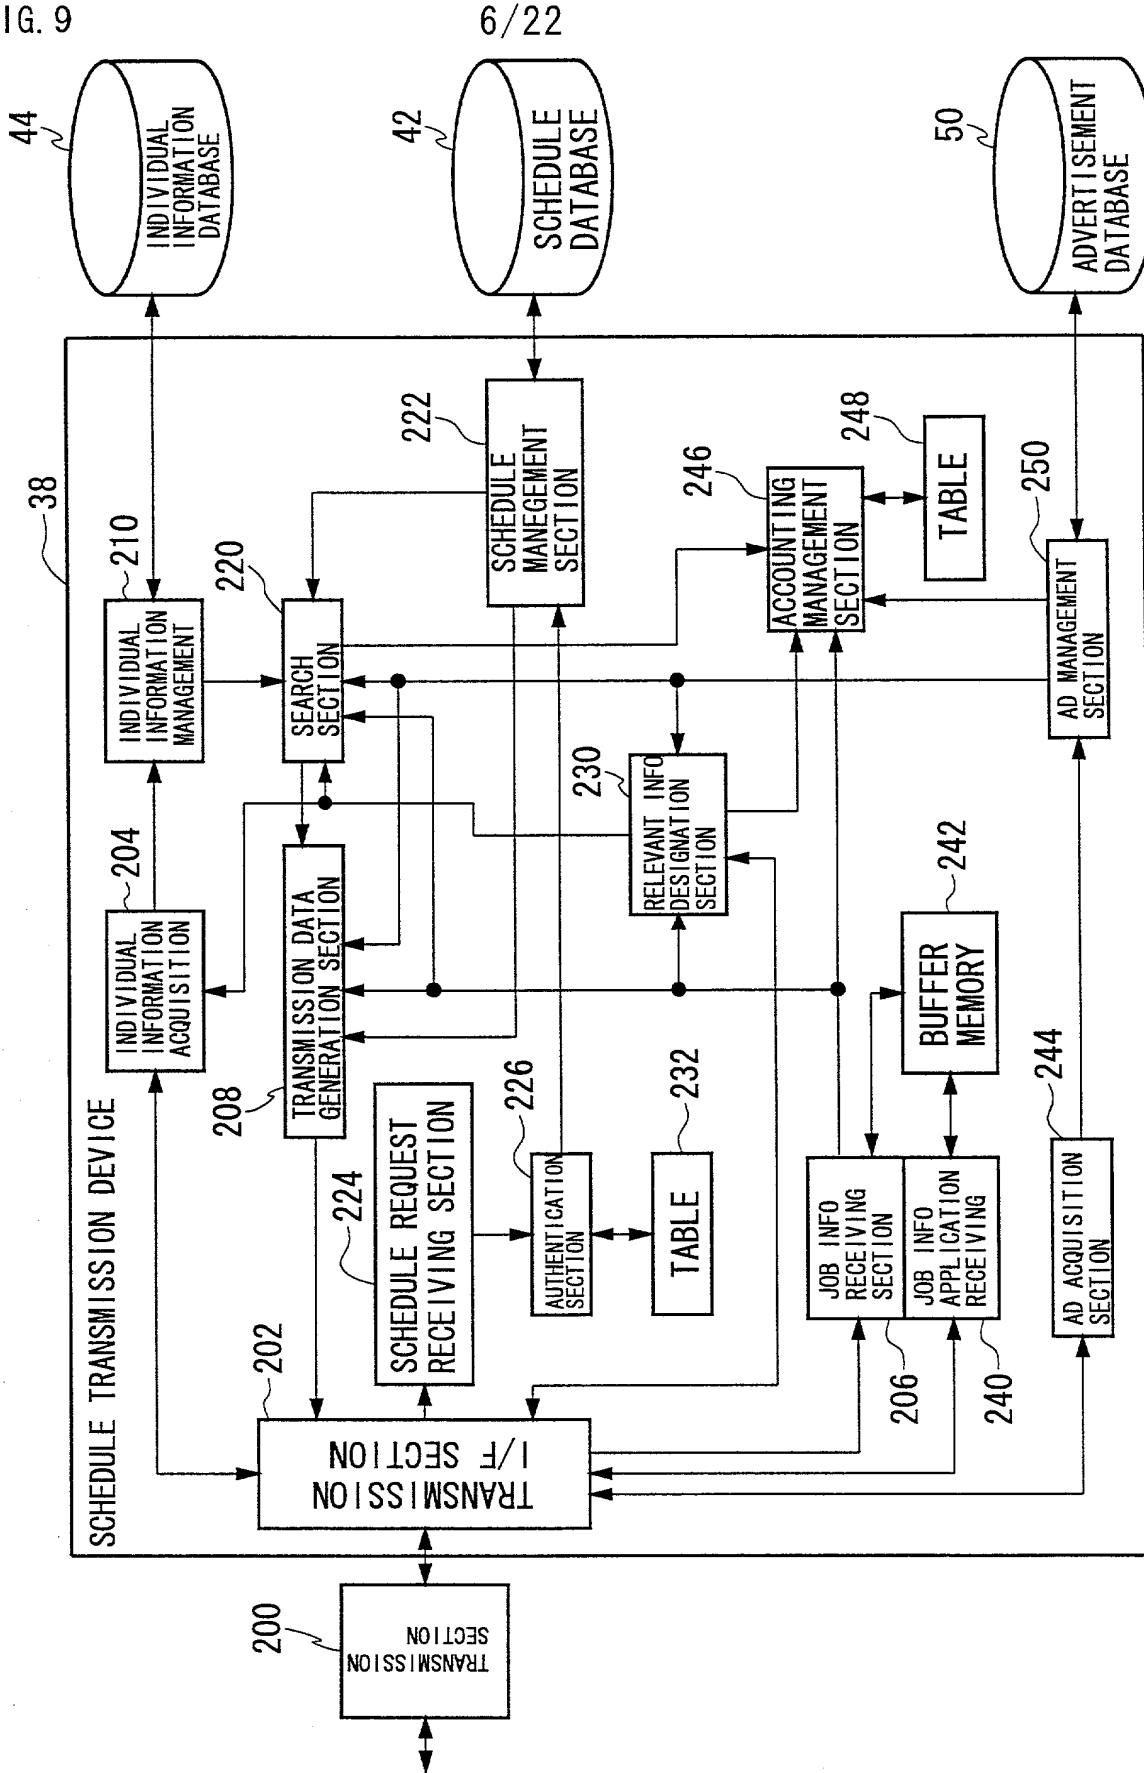 IG. 9
6/22
44
INDIVIDUAL
INFORMATION
DATABASE
42
SCHEDULE
DATABASE
50
ADVERTISEMENT
DATABASE
38
SCHEDULE TRANSMISSION DEVICE
210
INDIVIDUAL
INFORMATION
MANAGEMENT
220
SEARCH
SECTION
222
SCHEDULE
MANEGEMENT
SECTION
246
ACCOUNTING
MANAGEMENT
SECTION
248
TABLE
250
AD MANAGEMENT
SECTION
204
INDIVIDUAL
INFORMATION
ACQUISITION
208
TRANSMISSION DATA
GENERATION SECTION
230
RELEVANT INFO
DESIGNATION
SECTION
242
BUFFER
MEMORY
224
SCHEDULE REQUEST
RECEIVING SECTION
226
AUTHENTICATION
SECTION
232
TABLE
244
AD ACQUISITION
SECTION
202
TRANSMISSION
I/F SECTION
206
JOB INFO
RECEIVING
SECTION
240
JOB INFO
APPLICATION
RECEIVING
200
TRANSMISSION
SECTION